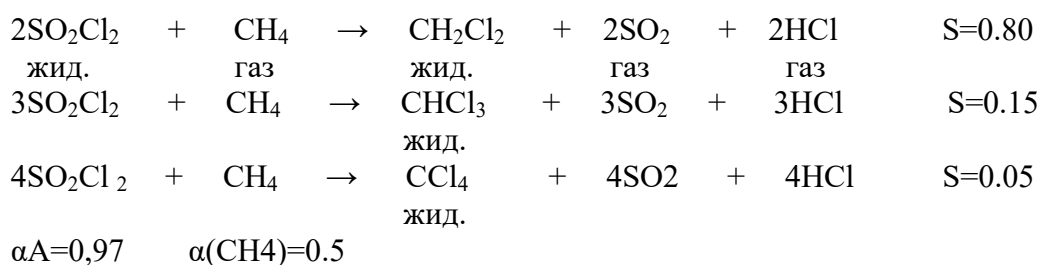 2SO₂Cl₂ + CH₄ → CH₂Cl₂ + 2SO₂ + 2HCl S=0.80
жид. газ жид. газ газ
3SO₂Cl₂ + CH₄ → CHCl₃ + 3SO₂ + 3HCl S=0.15
жид.
4SO₂Cl ₂ + CH₄ → CCl₄ + 4SO2 + 4HCl S=0.05
жид.
αA=0,97 α(CH4)=0.5